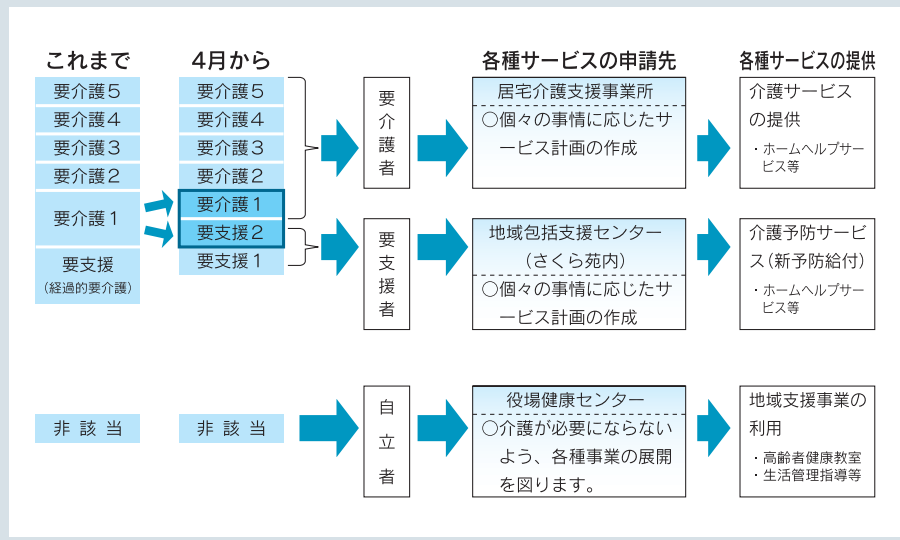 これまで
要介護5
要介護4
要介護3
要介護2
要介護1
要支援
(経過的要介護)
非該当
4月から
要介護5
要介護4
要介護3
要介護2
要介護1
要支援2
要支援1
非該当
要介護者
要支援者
自立者
各種サービスの申請先
居宅介護支援事業所
○個々の事情に応じたサ
ービス計画の作成
地域包括支援センター
(さくら苑内)
○個々の事情に応じたサ
ービス計画の作成
役場健康センター
○介護が必要にならない
よう、各種事業の展開
を図ります。
各種サービスの提供
介護サービス
の提供
・ホームヘルプサー
ビス等
介護予防サービ
ス(新予防給付)
・ホームヘルプサー
ビス等
地域支援事業の
利用
・高齢者健康教室
・生活管理指導等